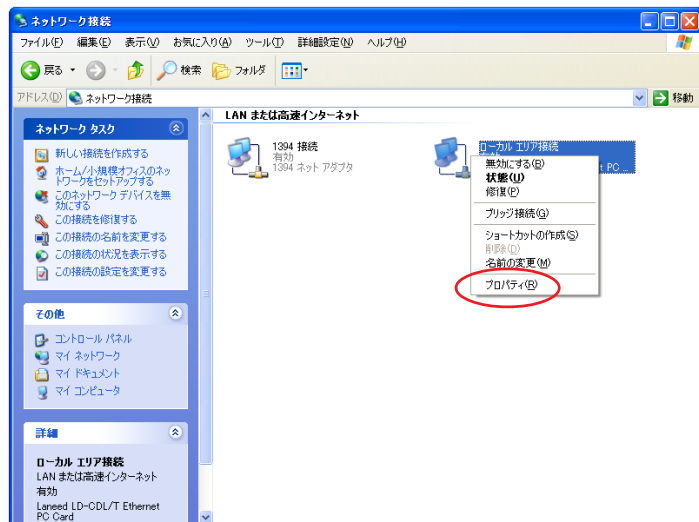 ネットワーク接続
ファイル(F) 編集(E) 表示(V) お気に入り(A) ツール(T) 詳細設定(N) ヘルプ(H)
戻る 検索 フォルダ
アドレス(D) ネットワーク接続 移動
ネットワーク タスク
新しい接続を作成する
ホーム/小規模オフィスのネッ
トワークをセットアップする
このネットワーク デバイスを無
効にする
この接続を修復する
この接続の名前を変更する
この接続の状況を表示する
この接続の設定を変更する
その他
コントロール パネル
マイ ネットワーク
マイ ドキュメント
マイ コンピュータ
詳細
ローカル エリア接続
LAN または高速インターネット
有効
Laneed LD-CDL/T Ethernet
PC Card
LAN または高速インターネット
1394 接続
有効
1394 ネット アダプタ
ローカル エリア接続
有効
t PC ...
無効にする(B)
状態(U)
修復(P)
ブリッジ接続(G)
ショートカットの作成(S)
削除(D)
名前の変更(M)
プロパティ(R)